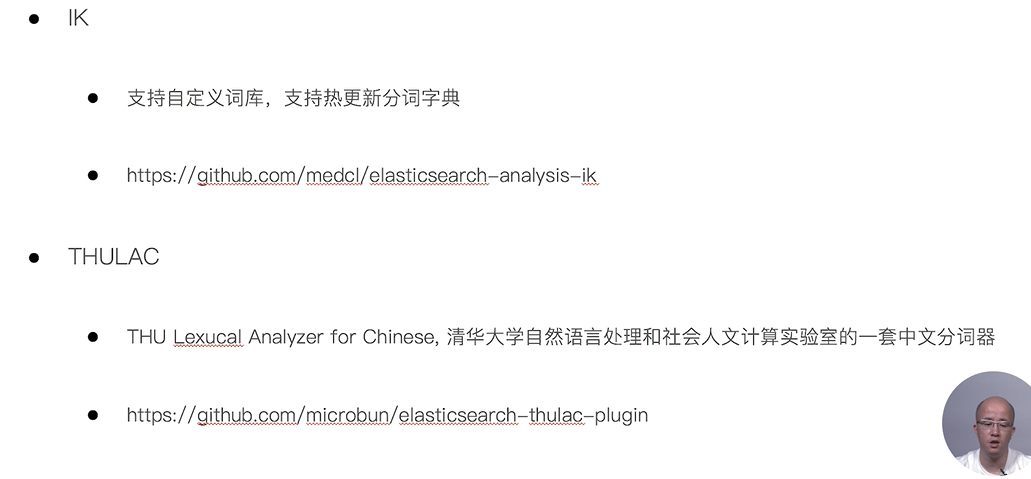 IK
支持自定义词库，支持热更新分词字典
https://github.com/medcl/elasticsearch-analysis-ik
THULAC
THU Lexucal Analyzer for Chinese, 清华大学自然语言处理和社会人文计算实验室的一套中文分词器
https://github.com/microbun/elasticsearch-thulac-plugin